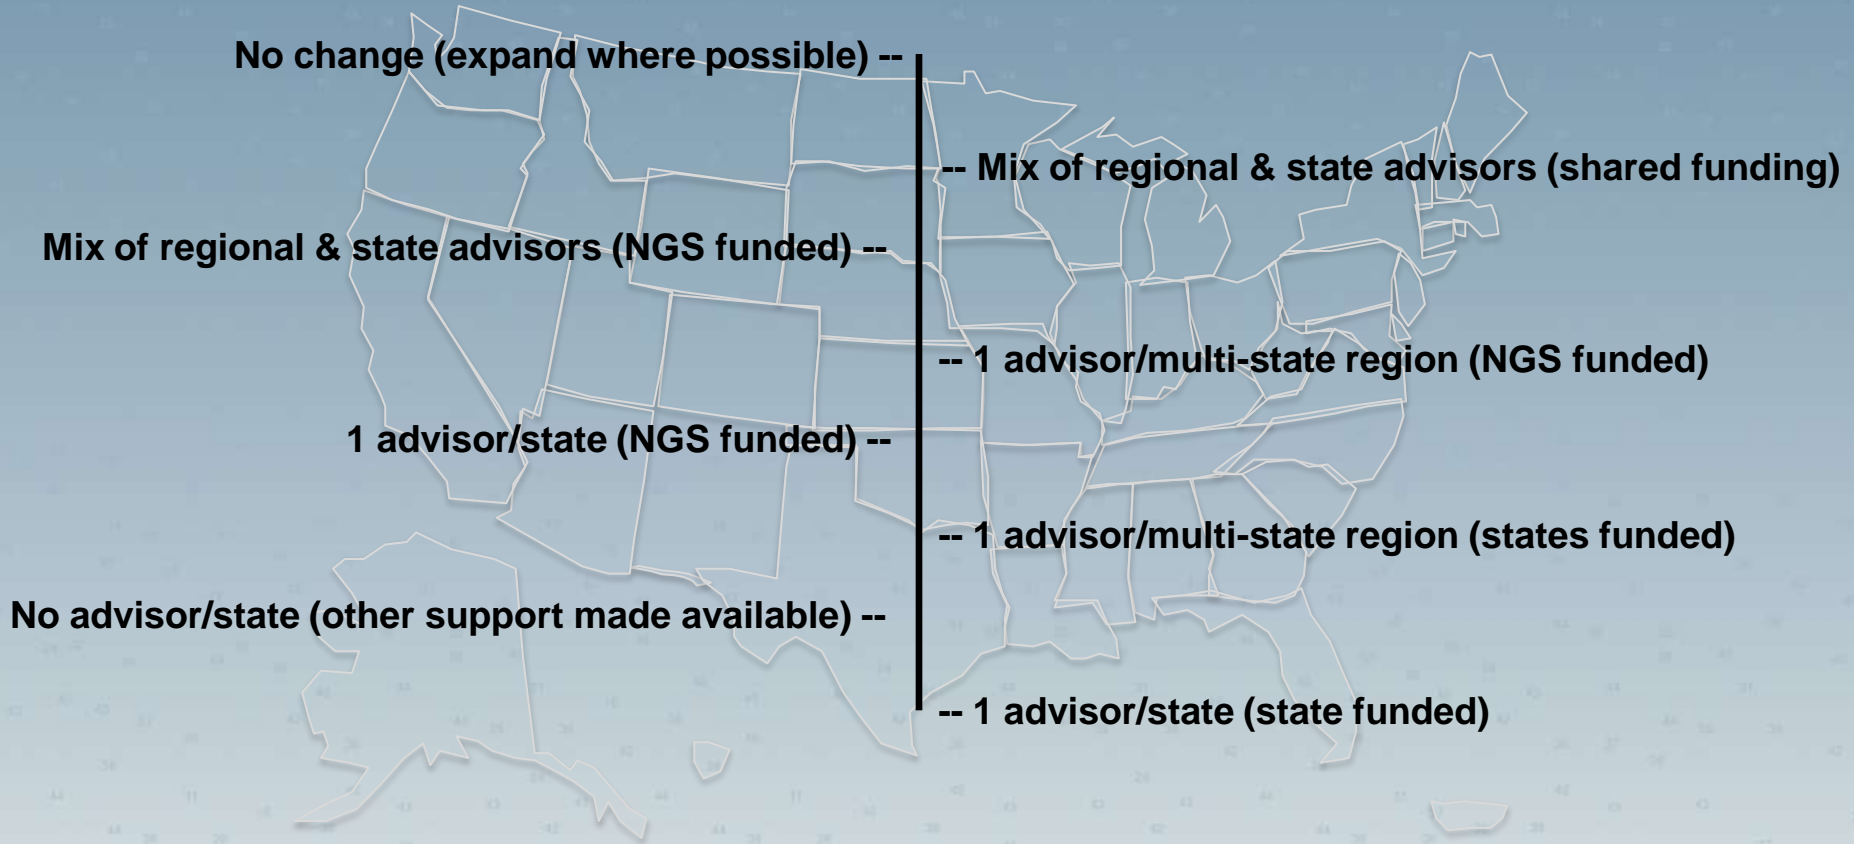 No change (expand where possible) --
-- Mix of regional & state advisors (shared funding)
Mix of regional & state advisors (NGS funded) --
-- 1 advisor/multi-state region (NGS funded)
1 advisor/state (NGS funded) --
-- 1 advisor/multi-state region (states funded)
No advisor/state (other support made available) --
-- 1 advisor/state (state funded)